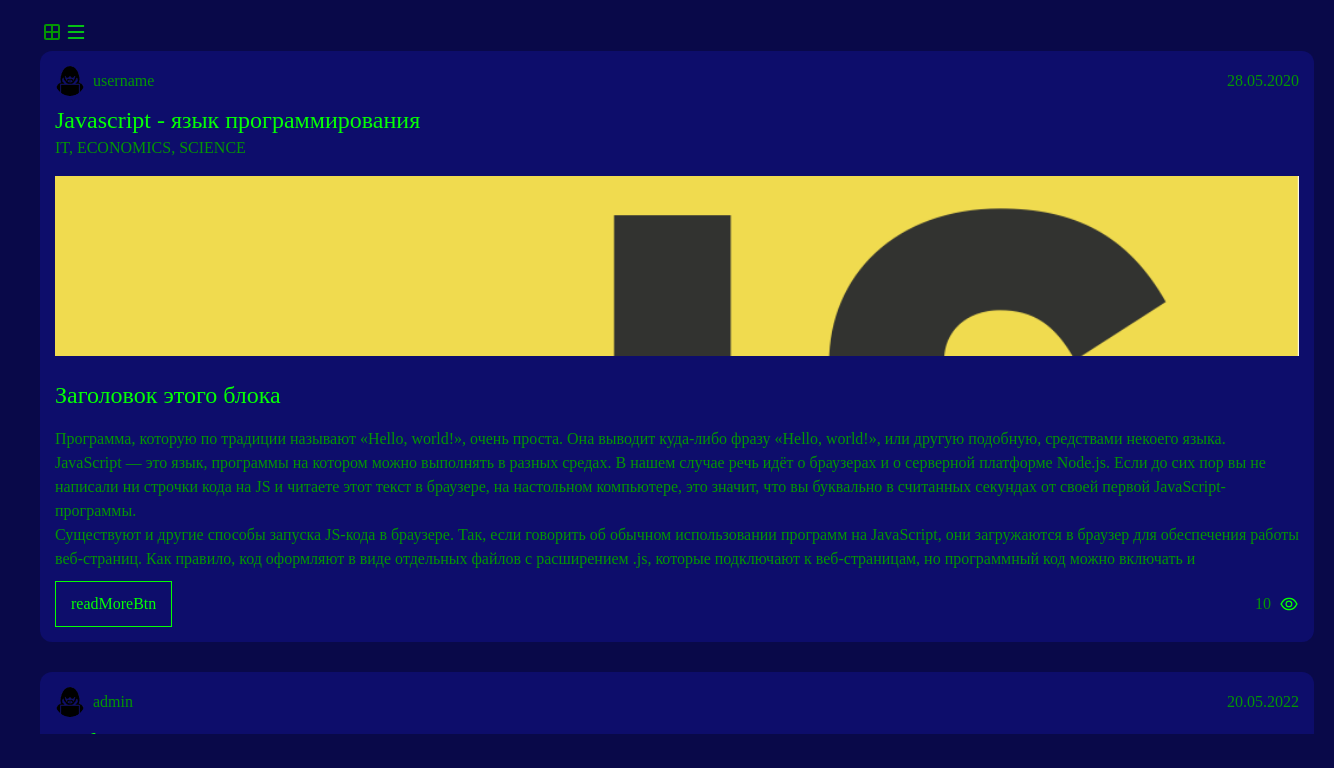 username 28.05.2020
Javascript - язык программирования
IT, ECONOMICS, SCIENCE
JS
Заголовок этого блока
Программа, которую по традиции называют «Hello, world!», очень проста. Она выводит куда-либо фразу «Hello, world!», или другую подобную, средствами некоего языка.
JavaScript — это язык, программы на котором можно выполнять в разных средах. В нашем случае речь идёт о браузерах и о серверной платформе Node.js. Если до сих пор вы не
написали ни строчки кода на JS и читаете этот текст в браузере, на настольном компьютере, это значит, что вы буквально в считанных секундах от своей первой JavaScript-
программы.
Существуют и другие способы запуска JS-кода в браузере. Так, если говорить об обычном использовании программ на JavaScript, они загружаются в браузер для обеспечения работы
веб-страниц. Как правило, код оформляют в виде отдельных файлов с расширением .js, которые подключают к веб-страницам, но программный код можно включать и
readMoreBtn 10
admin 20.05.2022